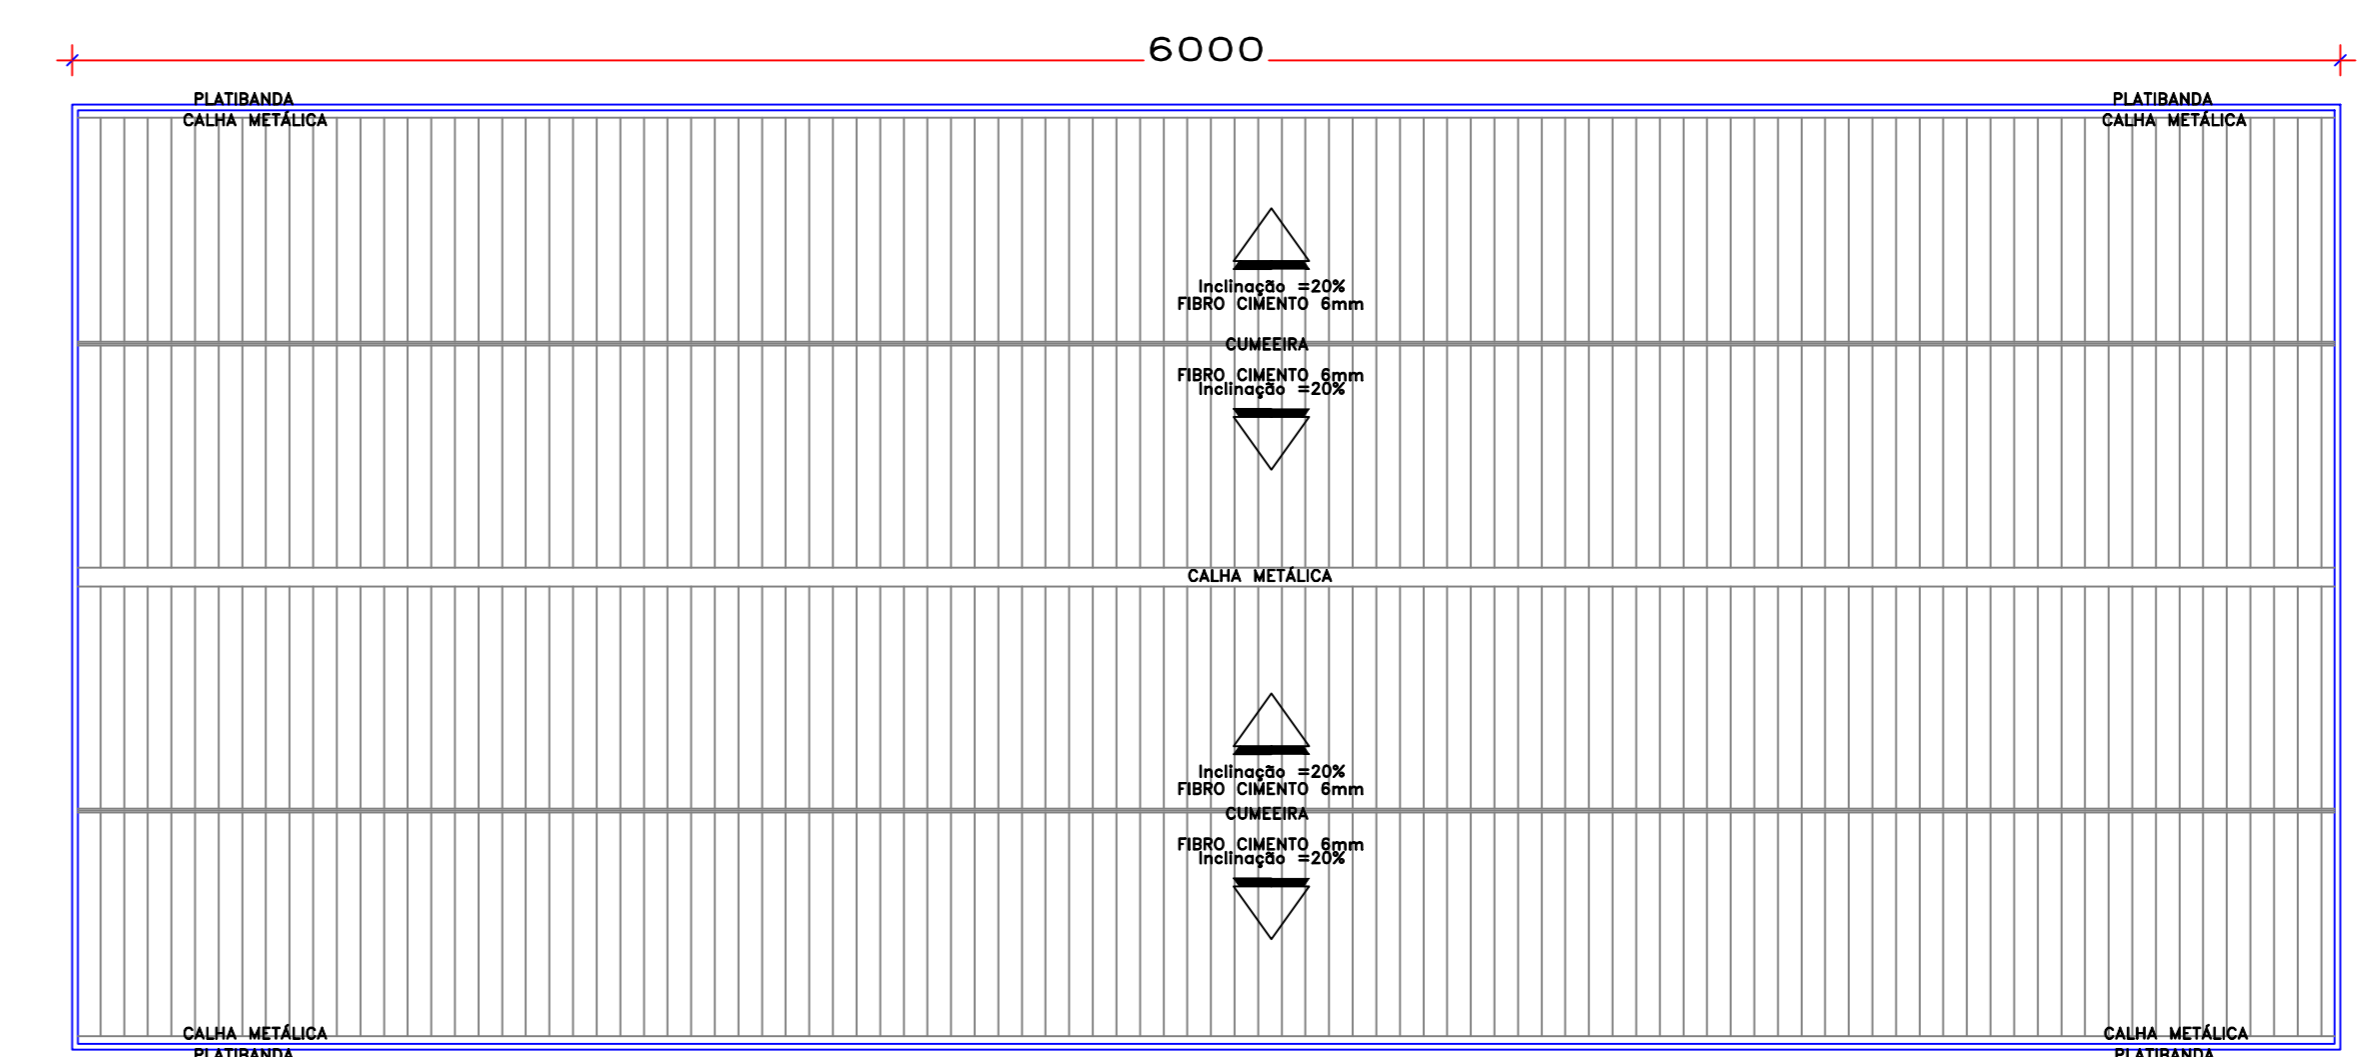 6000
PLATIBANDA
PLATIBANDA
CALHA METÁLICA
CALHA METÁLICA
Inclinação =20%
FIBRO CIMENTO 6mm
CUMEEIRA
FIBRO CIMENTO 6mm
Inclinação =20%
CALHA METÁLICA
Inclinação =20%
FIBRO CIMENTO 6mm
CUMEEIRA
FIBRO CIMENTO 6mm
Inclinação =20%
CALHA METÁLICA
CALHA METÁLICA
PLATIBANDA
PLATIBANDA